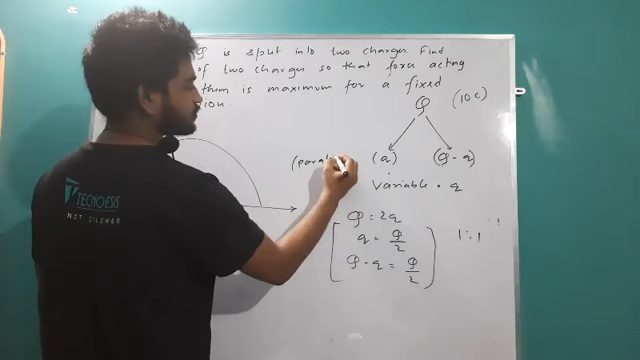 Q is split into two charges. Find
of two charges so that force acting
them is maximum for a fixed
Q (10 C)
(q) (Q - q)
variable = q
Q = 2q
q = Q/2
Q - q = Q/2
1:1
TECHNOESIS
NIT SILCHAR